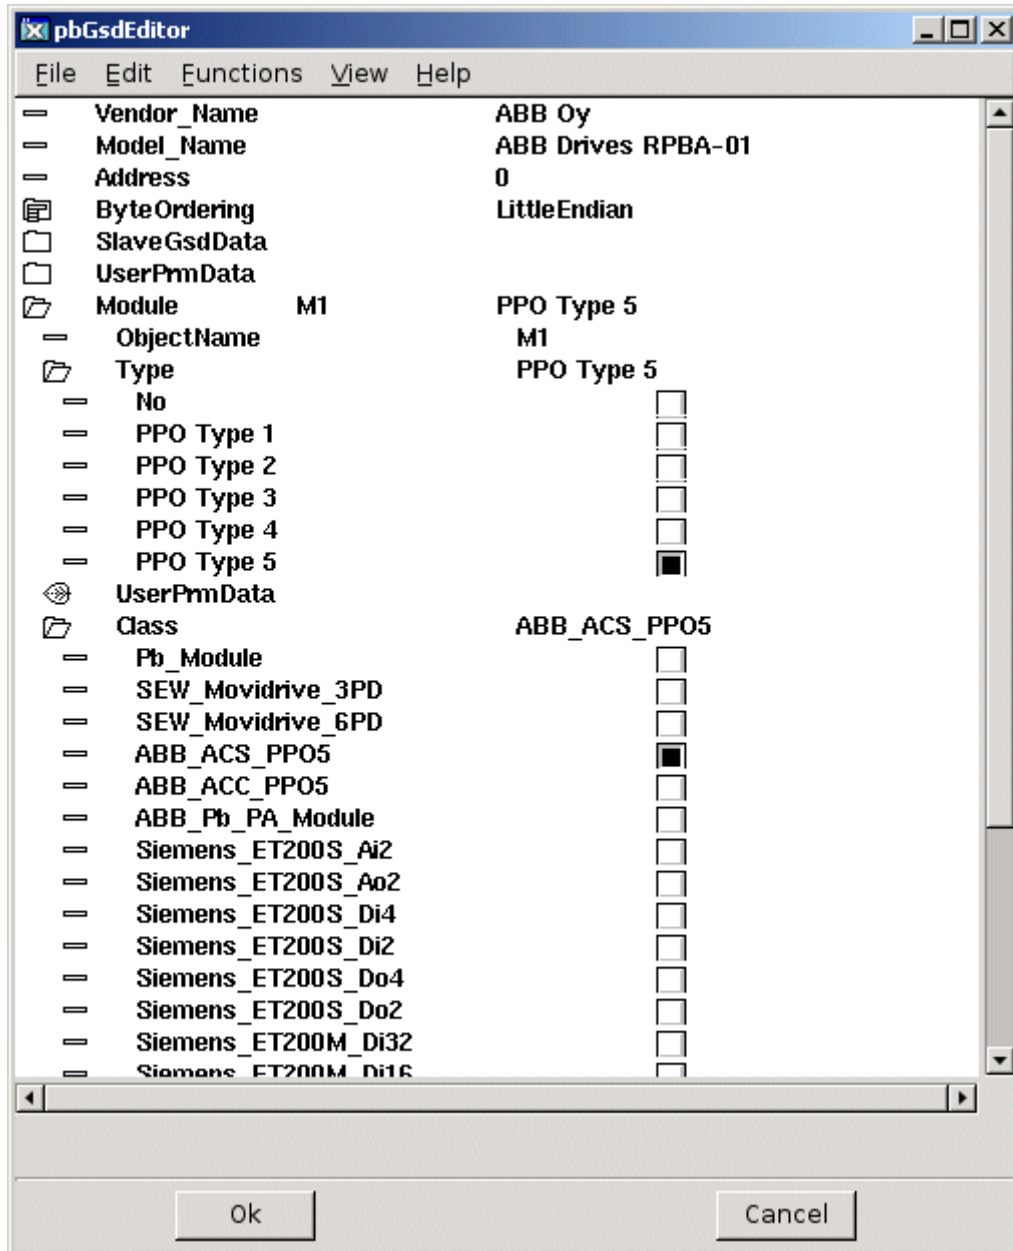 pbGsdEditor
File Edit Functions View Help
Vendor_Name ABB Oy
Model_Name ABB Drives RPBA-01
Address 0
ByteOrdering LittleEndian
SlaveGsdData
UserPrmData
Module M1 PPO Type 5
ObjectName M1
Type PPO Type 5
No
PPO Type 1
PPO Type 2
PPO Type 3
PPO Type 4
PPO Type 5
UserPrmData
Class ABB_ACS_PPO5
Pb_Module
SEW_Movidrive_3PD
SEW_Movidrive_6PD
ABB_ACS_PPO5
ABB_ACC_PPO5
ABB_Pb_PA_Module
Siemens_ET200S_Ai2
Siemens_ET200S_Ao2
Siemens_ET200S_Di4
Siemens_ET200S_Di2
Siemens_ET200S_Do4
Siemens_ET200S_Do2
Siemens_ET200M_Di32
Siemens_ET200M_Di16
Ok Cancel